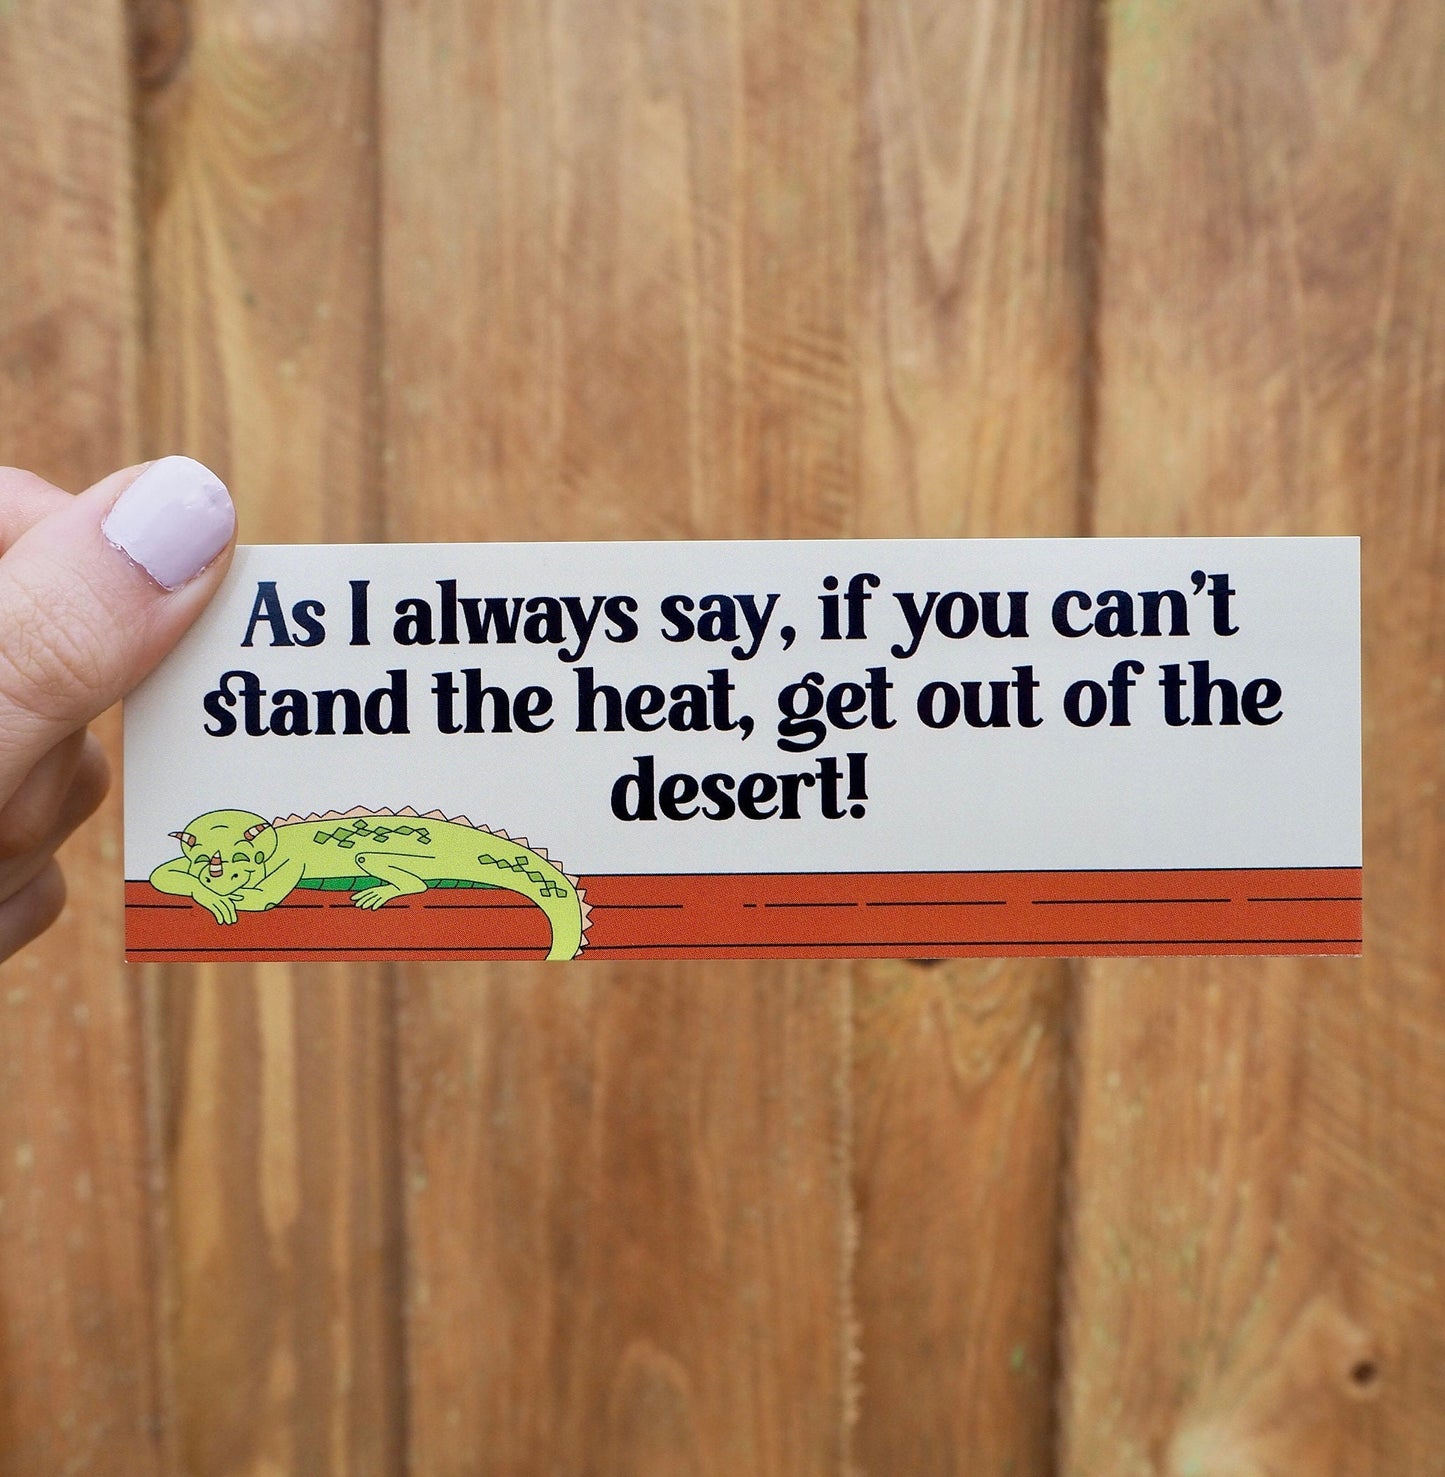 As I always say, if you can't
stand the heat, get out of the
desert!